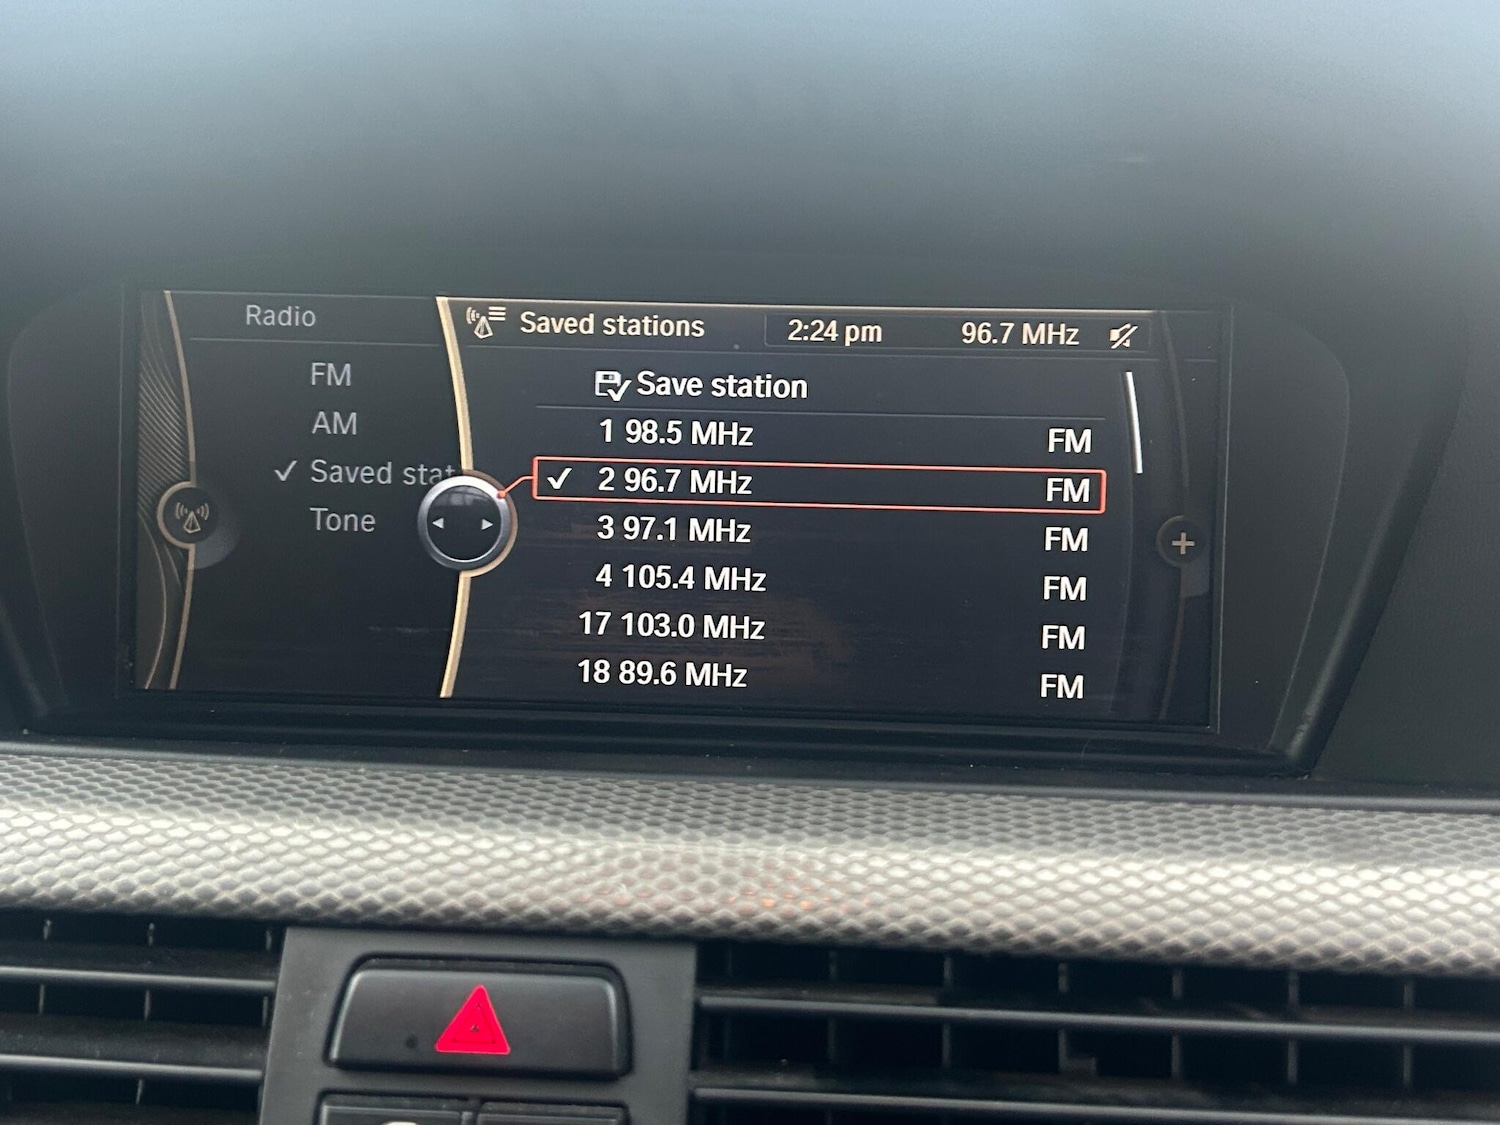 Radio
FM
AM
Saved stat
Tone
Saved stations
2:24 pm
96.7 MHz
Save station
1 98.5 MHz FM
2 96.7 MHz FM
3 97.1 MHz FM
4 105.4 MHz FM
17 103.0 MHz FM
18 89.6 MHz FM